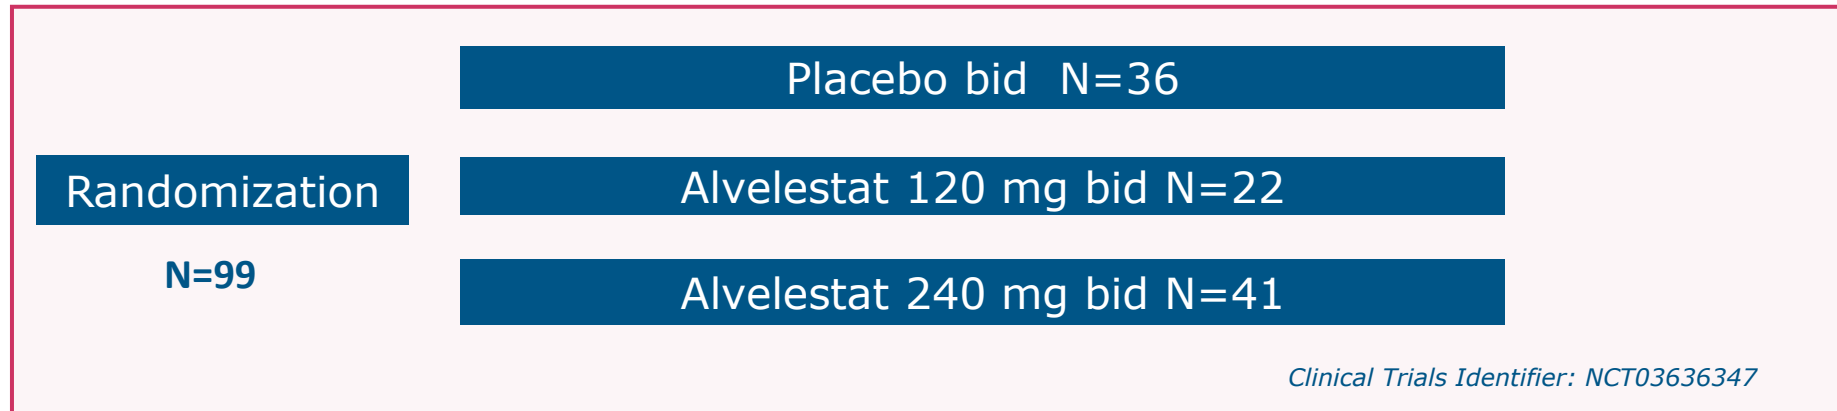 Placebo bid  N=36
Randomization
Alvelestat 120 mg bid N=22
N=99
Alvelestat 240 mg bid N=41
Clinical Trials Identifier: NCT03636347